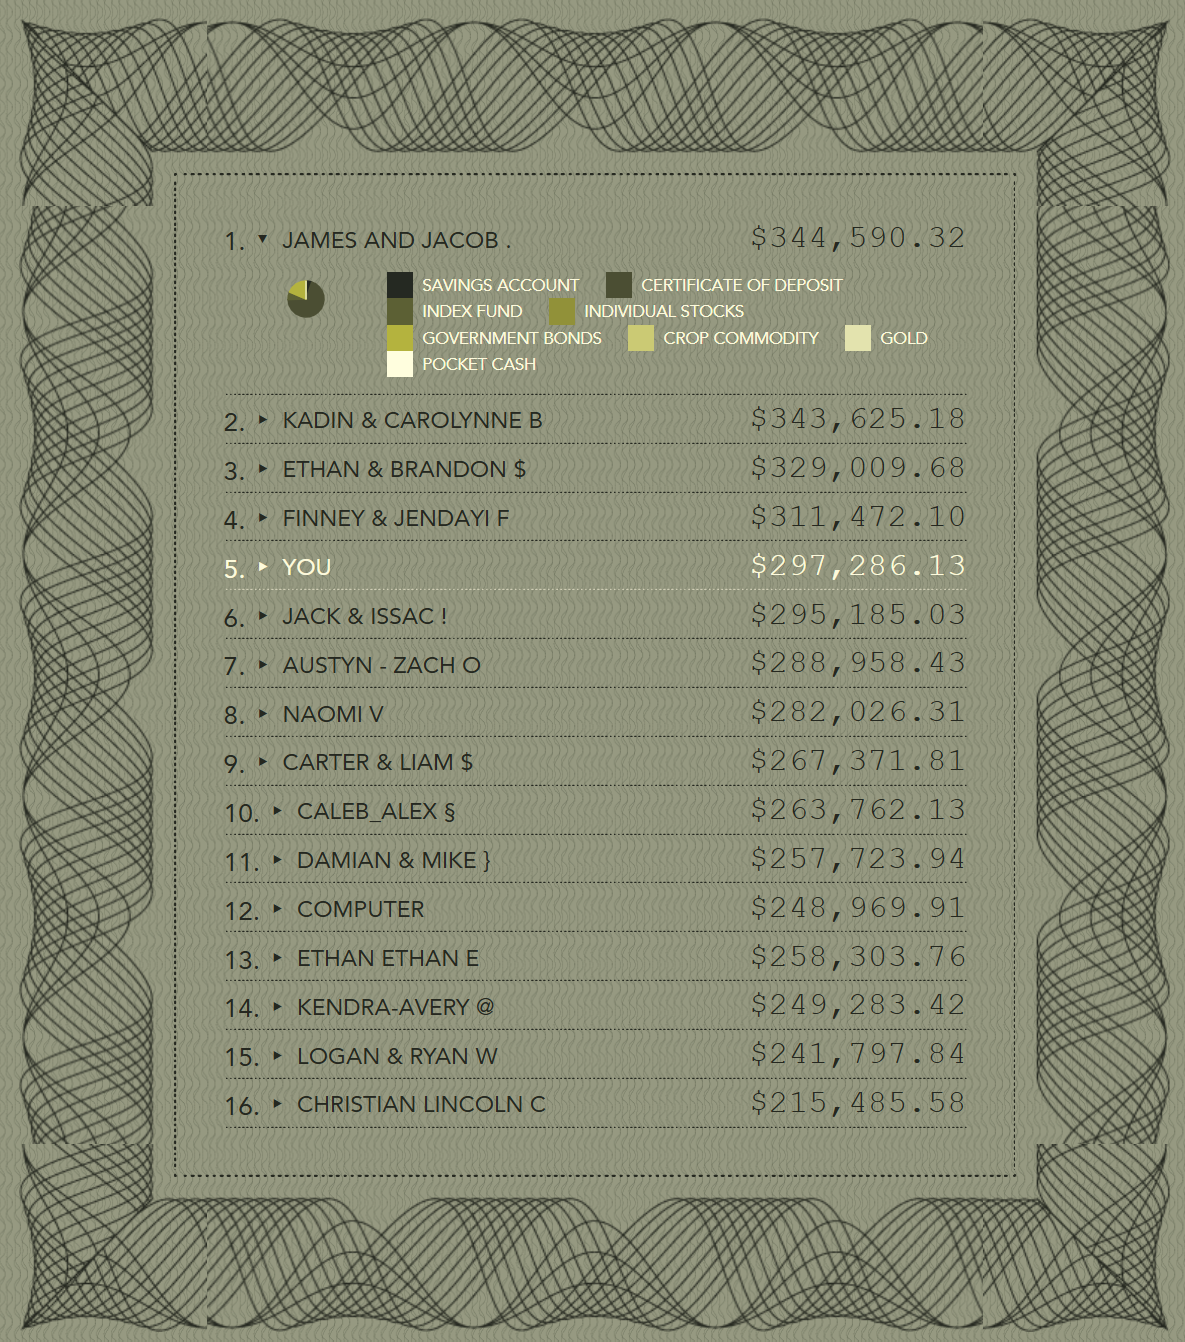 1. ▼ JAMES AND JACOB . $344,590.32
SAVINGS ACCOUNT CERTIFICATE OF DEPOSIT
INDEX FUND INDIVIDUAL STOCKS
GOVERNMENT BONDS CROP COMMODITY GOLD
POCKET CASH
2. ► KADIN & CAROLYNNE B $343,625.18
3. ► ETHAN & BRANDON $ $329,009.68
4. ► FINNEY & JENDAYI F $311,472.10
5. ► YOU $297,286.13
6. ► JACK & ISSAC ! $295,185.03
7. ► AUSTYN - ZACH O $288,958.43
8. ► NAOMI V $282,026.31
9. ► CARTER & LIAM $ $267,371.81
10. ► CALEB_ALEX § $263,762.13
11. ► DAMIAN & MIKE } $257,723.94
12. ► COMPUTER $248,969.91
13. ► ETHAN ETHAN E $258,303.76
14. ► KENDRA-AVERY @ $249,283.42
15. ► LOGAN & RYAN W $241,797.84
16. ► CHRISTIAN LINCOLN C $215,485.58